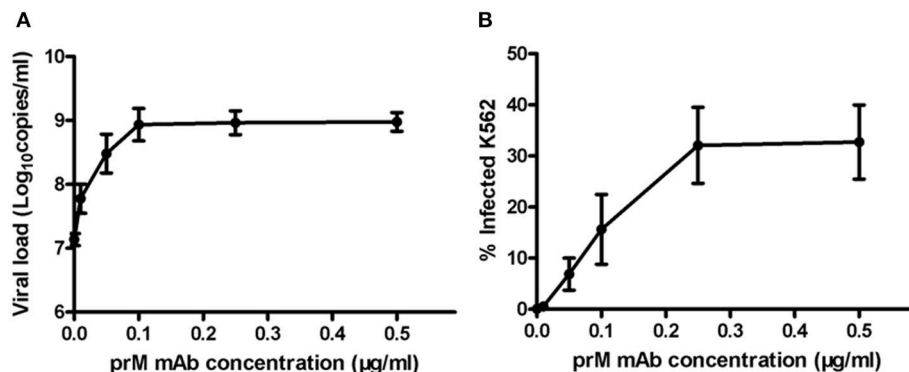 A
Viral load (Log10copies/ml)
10
9
8
7
6
0.0 0.1 0.2 0.3 0.4 0.5
prM mAb concentration (µg/ml)
B
% Infected K562
50
40
30
20
10
0
0.0 0.1 0.2 0.3 0.4 0.5
prM mAb concentration (µg/ml)